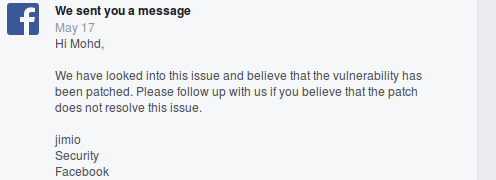 We sent you a message
May 17
Hi Mohd,
We have looked into this issue and believe that the vulnerability has
been patched. Please follow up with us if you believe that the patch
does not resolve this issue.
jimio
Security
Facebook